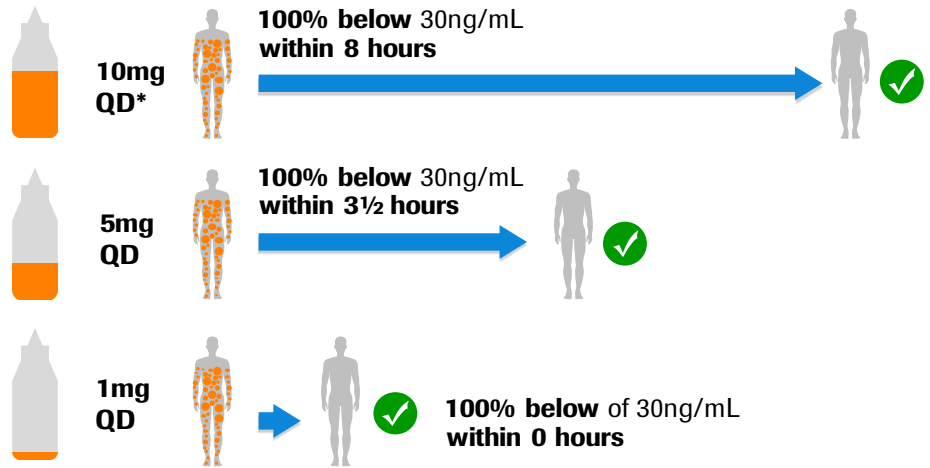 100% below 30ng/mL
within 8 hours
10mg
QD*
100% below 30ng/mL
within 3½ hours
5mg
QD
1mg
QD
100% below of 30ng/mL
within 0 hours